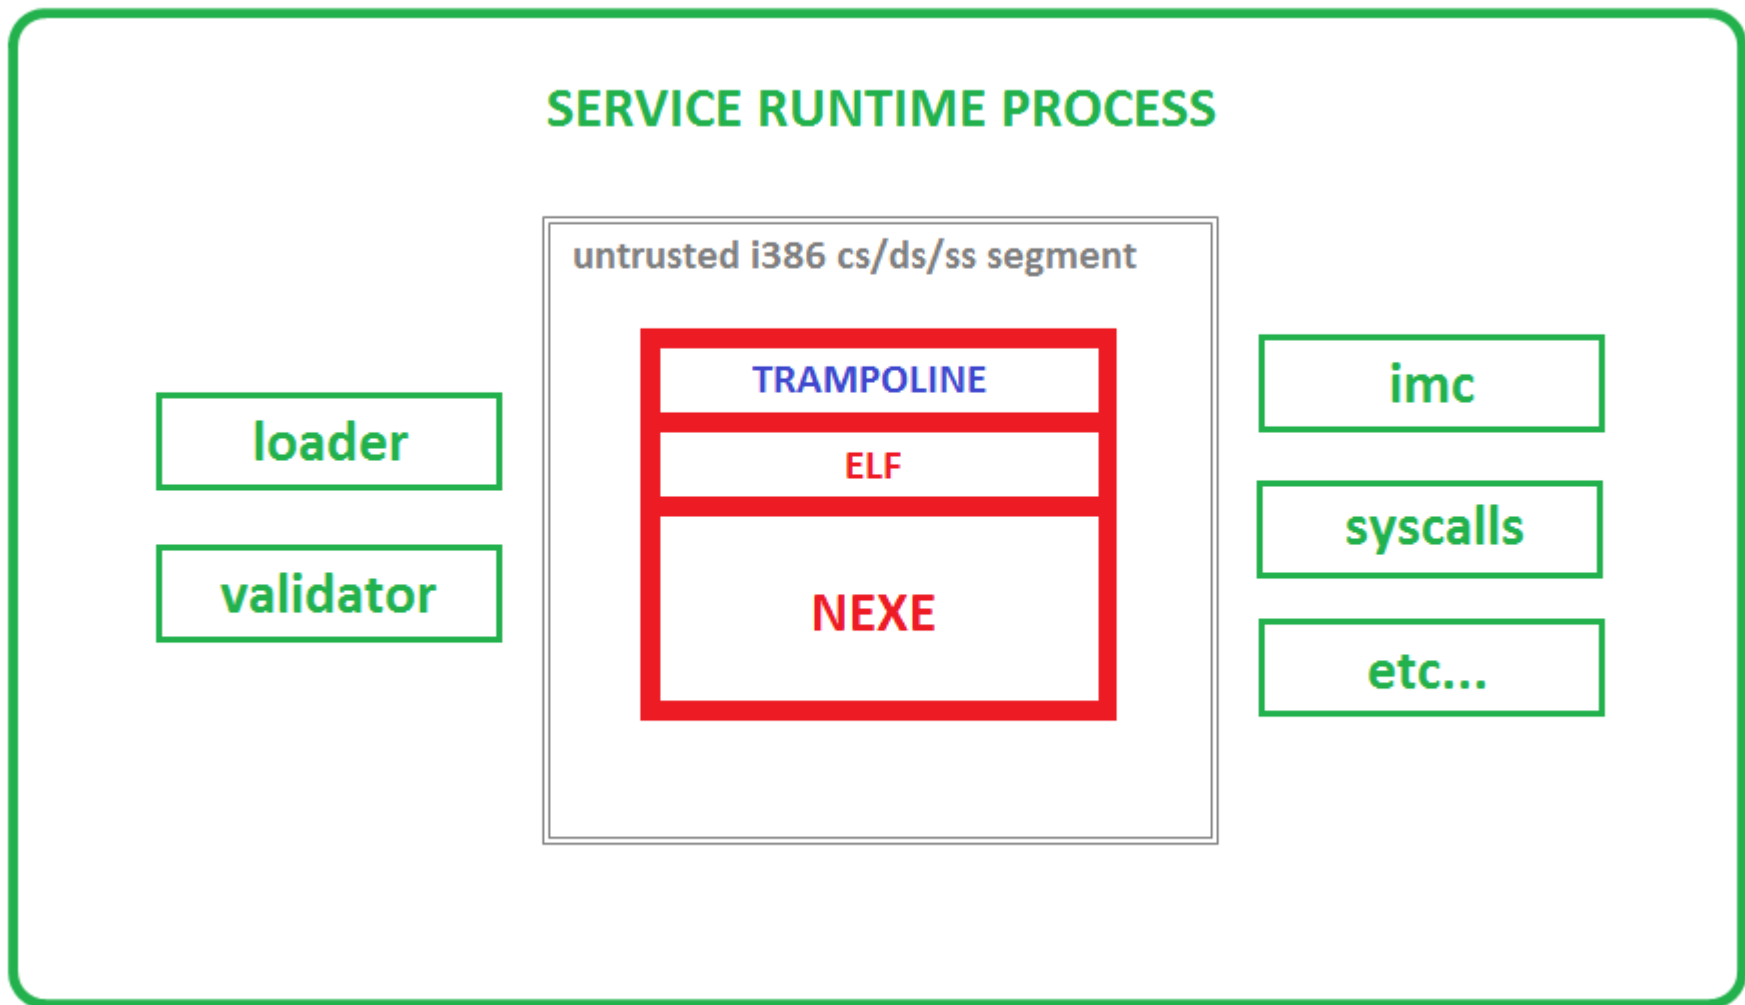 SERVICE RUNTIME PROCESS
untrusted i386 cs/ds/ss segment
TRAMPOLINE
ELF
NEXE
loader
validator
imc
syscalls
etc...